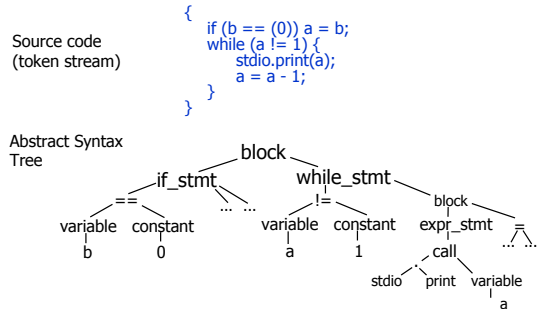 {
if (b == (0)) a = b;
Source code
while (a != 1) {
(token stream)
stdio.print(a);
a = a - 1;
}
}
Abstract Syntax
Tree
block
if_stmt while_stmt
== ... ... != block
variable constant variable constant expr_stmt =
b 0 a 1 call ... ...
.
stdio print variable
a